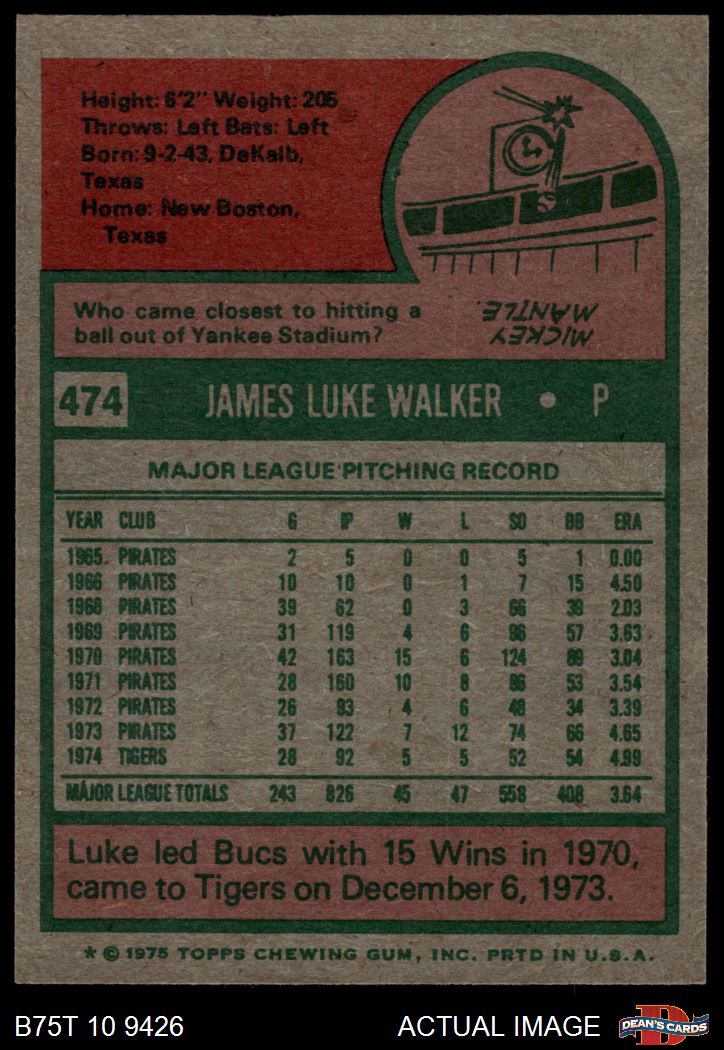 Height: 6'2" Weight: 205
Throws: Left Bats: Left
Born: 9-2-43, DeKalb,
Texas
Home: New Boston,
Texas
Who came closest to hitting a
ball out of Yankee Stadium?
MICKEY
MANTLE.
474 JAMES LUKE WALKER • P
MAJOR LEAGUE PITCHING RECORD
YEAR CLUB G IP W L SO BB ERA
1965 PIRATES 2 5 0 0 5 1 0.00
1966 PIRATES 10 10 0 1 7 15 4.50
1968 PIRATES 39 62 0 3 66 39 2.03
1969 PIRATES 31 119 4 6 96 57 3.63
1970 PIRATES 42 163 15 6 124 89 3.04
1971 PIRATES 28 160 10 8 86 53 3.54
1972 PIRATES 26 93 4 6 48 34 3.39
1973 PIRATES 37 122 7 12 74 66 4.65
1974 TIGERS 28 92 5 5 52 54 4.99
MAJOR LEAGUE TOTALS 243 826 45 47 558 408 3.64
Luke led Bucs with 15 Wins in 1970,
came to Tigers on December 6, 1973.
* © 1975 TOPPS CHEWING GUM, INC. PRTD IN U.S.A.
B75T 10 9426 ACTUAL IMAGE D DEAN'S CARDS